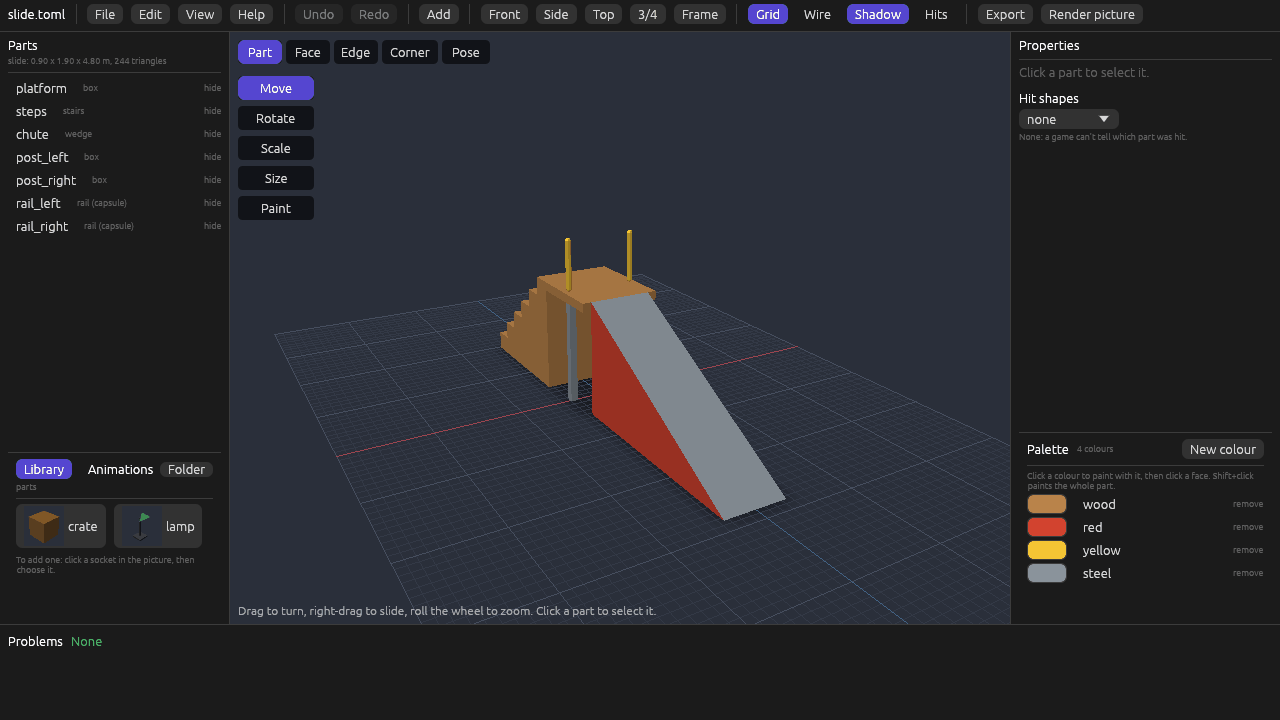 slide.toml File Edit View Help Undo Redo Add Front Side Top 3/4 Frame Grid Wire Shadow Hits Export Render picture
Parts
slide: 0.90 x 1.90 x 4.80 m, 244 triangles
platform box hide
steps stairs hide
chute wedge hide
post_left box hide
post_right box hide
rail_left rail (capsule) hide
rail_right rail (capsule) hide
Library Animations Folder
parts
crate lamp
To add one: click a socket in the picture, then
choose it.
Part Face Edge Corner Pose
Move
Rotate
Scale
Size
Paint
Drag to turn, right-drag to slide, roll the wheel to zoom. Click a part to select it.
Properties
Click a part to select it.
Hit shapes
none
None: a game can't tell which part was hit.
Palette 4 colours New colour
Click a colour to paint with it, then click a face. Shift+click
paints the whole part.
wood remove
red remove
yellow remove
steel remove
Problems None